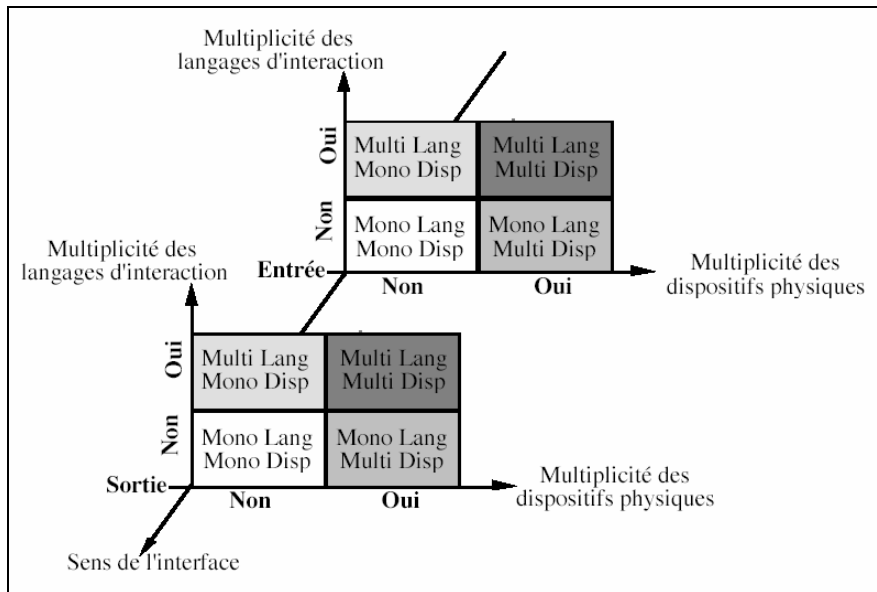 Multiplicité des
langages d'interaction
Oui
Multi Lang
Mono Disp
Multi Lang
Multi Disp
Non
Mono Lang
Mono Disp
Mono Lang
Multi Disp
Entrée
Non
Oui
Multiplicité des
dispositifs physiques
Multiplicité des
langages d'interaction
Oui
Multi Lang
Mono Disp
Multi Lang
Multi Disp
Non
Mono Lang
Mono Disp
Mono Lang
Multi Disp
Sortie
Non
Oui
Multiplicité des
dispositifs physiques
Sens de l'interface